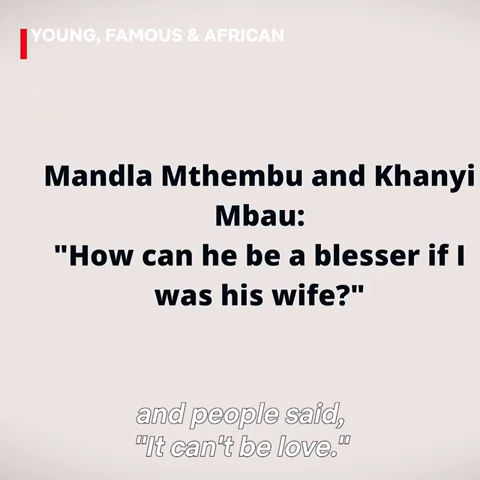 YOUNG, FAMOUS & AFRICAN
Mandla Mthembu and Khanyi
Mbau:
"How can he be a blesser if I
was his wife?"
and people said,
"It can't be love."